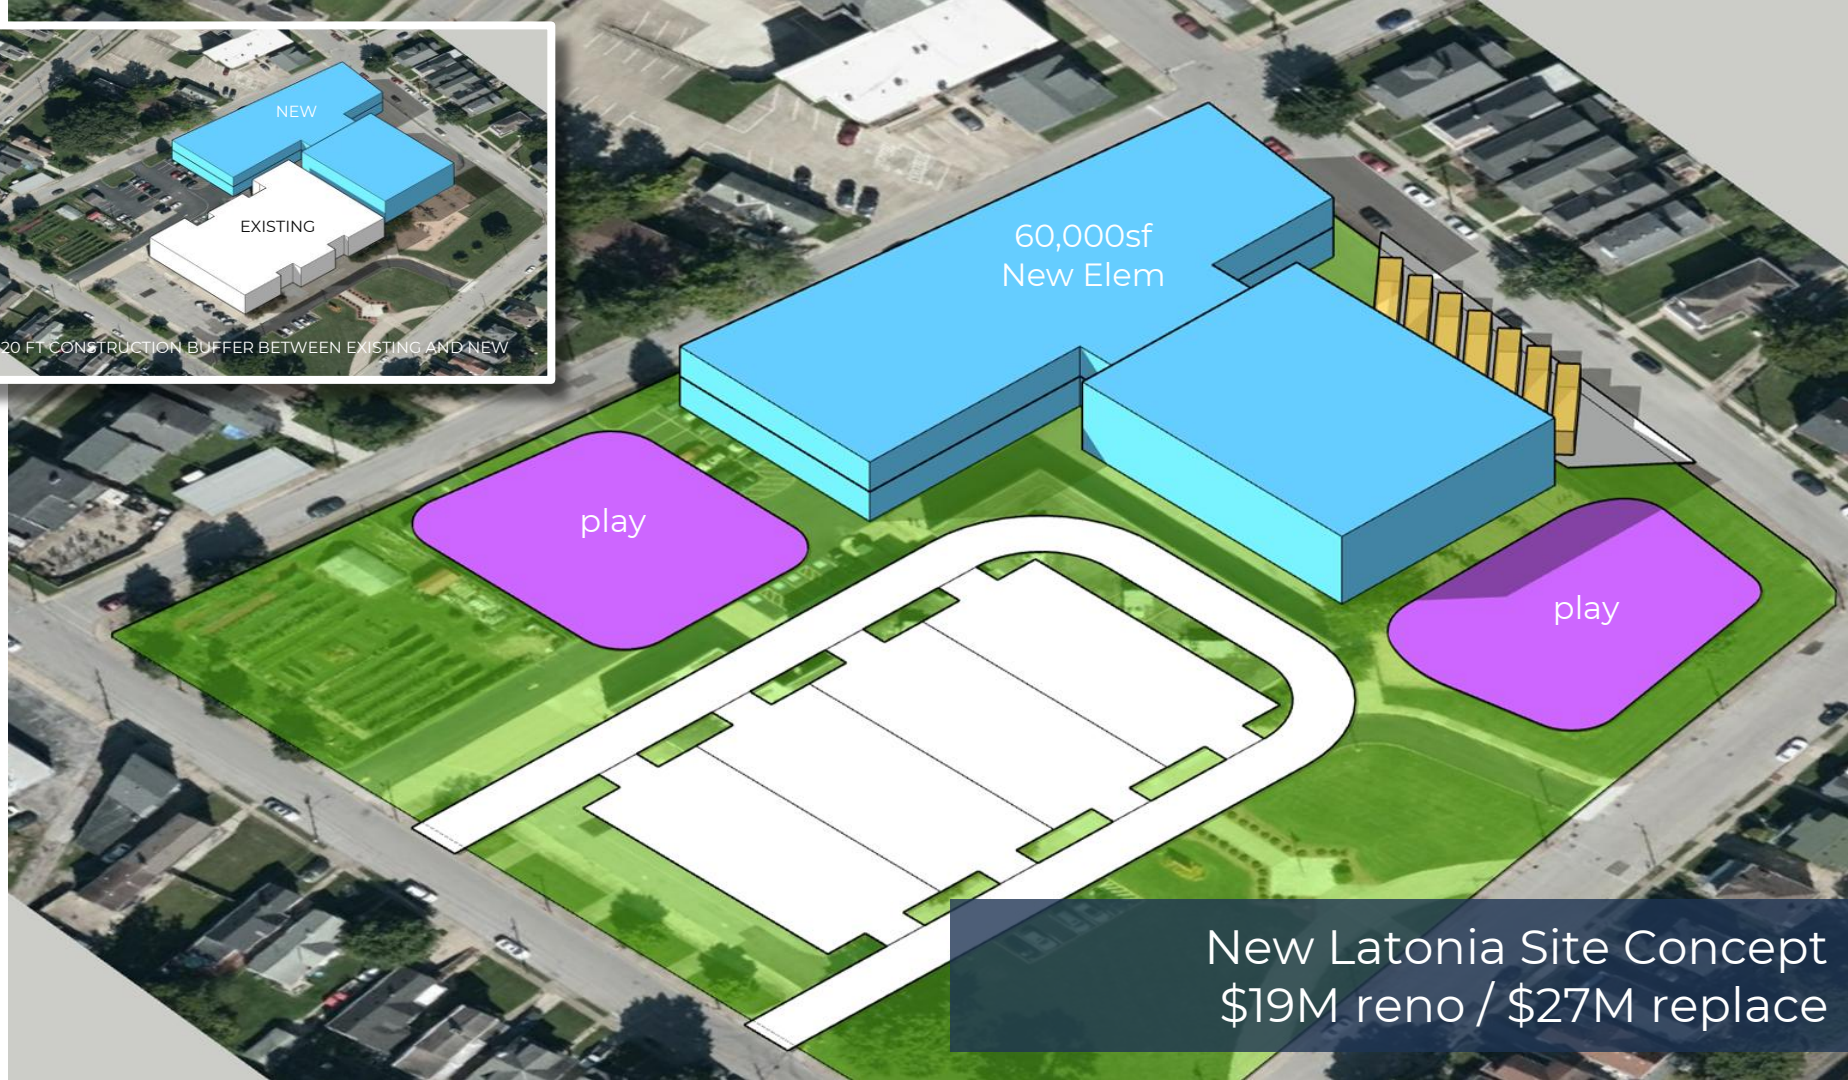 NEW
EXISTING
20 FT CONSTRUCTION BUFFER BETWEEN EXISTING AND NEW
60,000sf
New Elem
play
play
New Latonia Site Concept
$19M reno / $27M replace